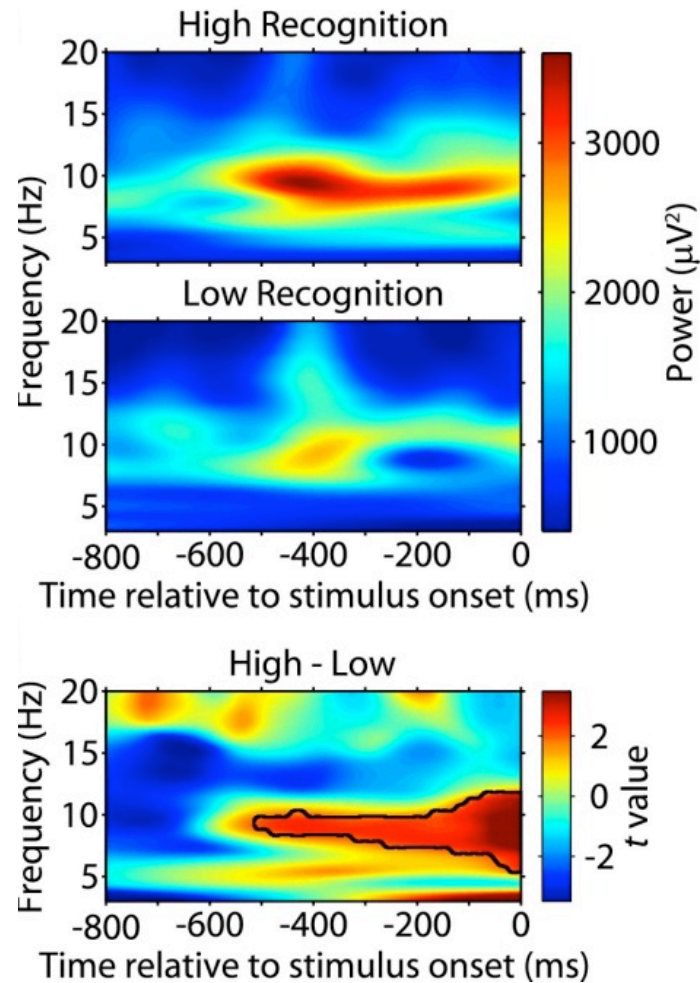 High Recognition
20
15
10
5
Low Recognition
20
15
10
5
-800 -600 -400 -200 0
Time relative to stimulus onset (ms)
Frequency (Hz)
3000
2000
1000
Power (μV²)
High - Low
20
15
10
5
-800 -600 -400 -200 0
Time relative to stimulus onset (ms)
Frequency (Hz)
2
0
-2
t value